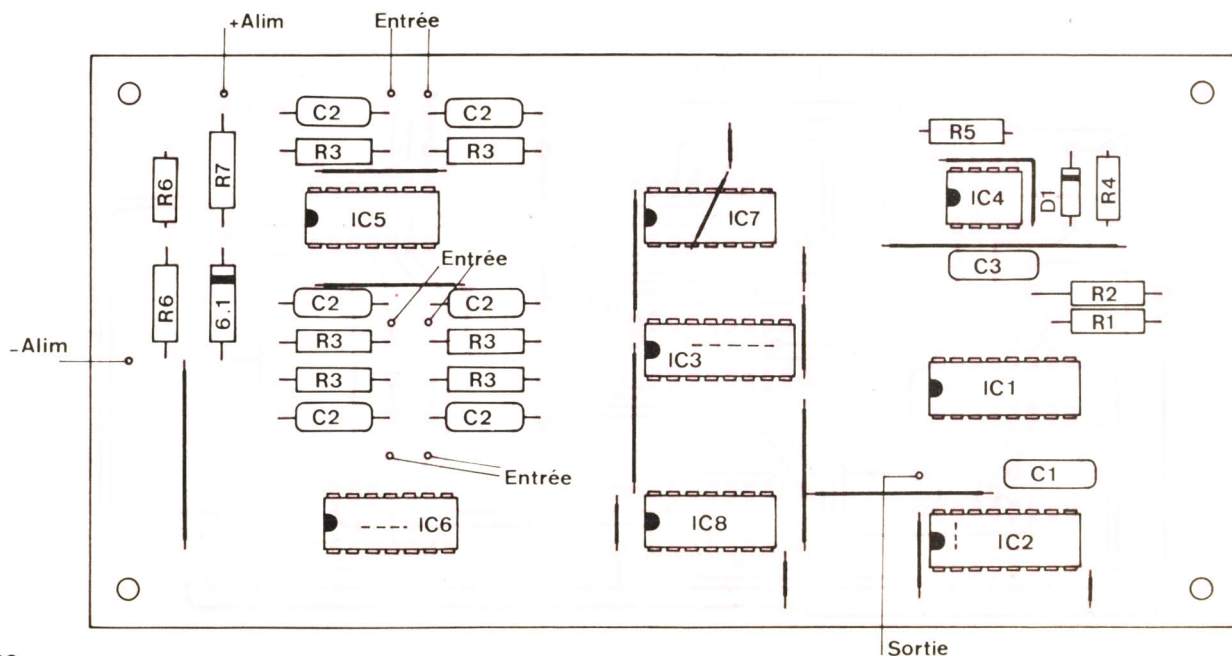 +Alim
Entrée
C2
C2
R5
R3
R3
R6
R7
IC5
IC7
IC4
D1
R4
Entrée
C3
C2
C2
R2
R6
6.1
R1
_Alim
R3
R3
IC3
R3
R3
IC1
C2
C2
Entrée
C1
IC6
IC8
IC2
Sortie